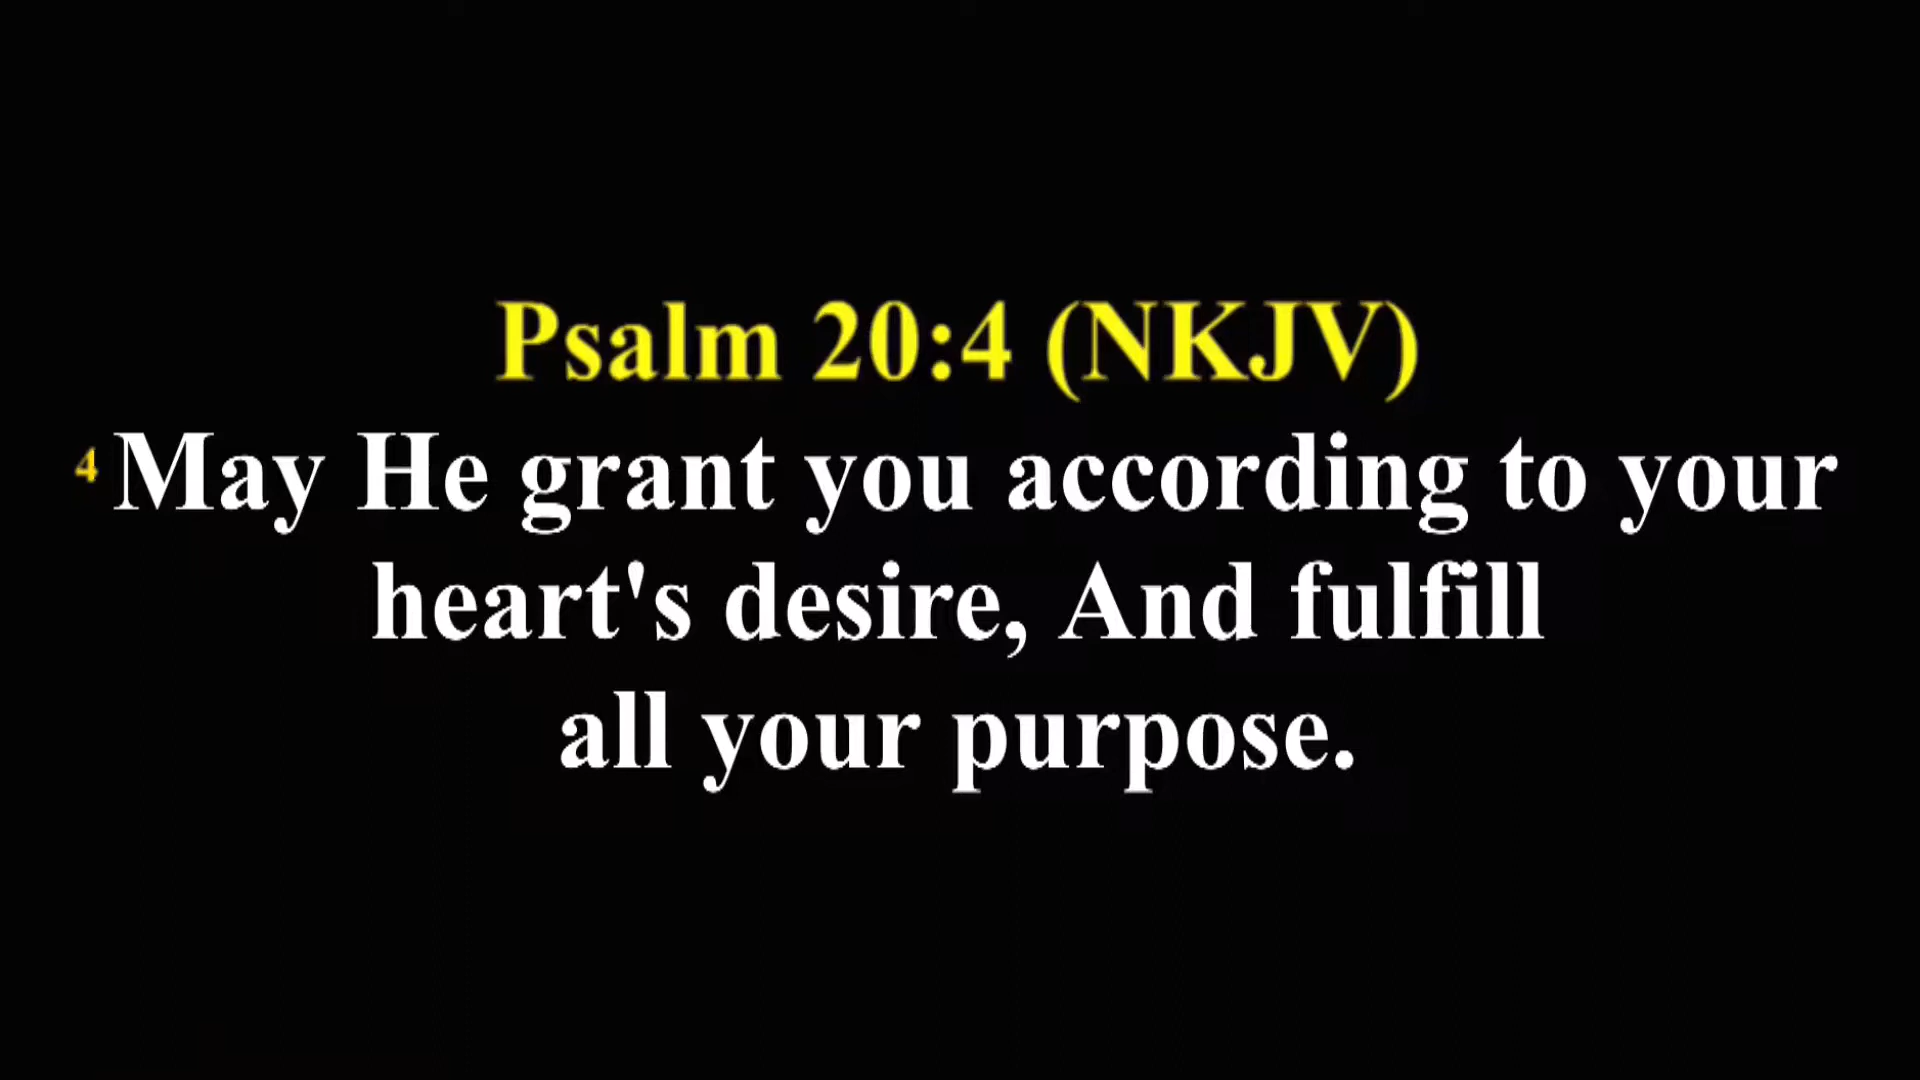 Psalm 20:4 (NKJV)
4 May He grant you according to your
heart's desire, And fulfill
all your purpose.